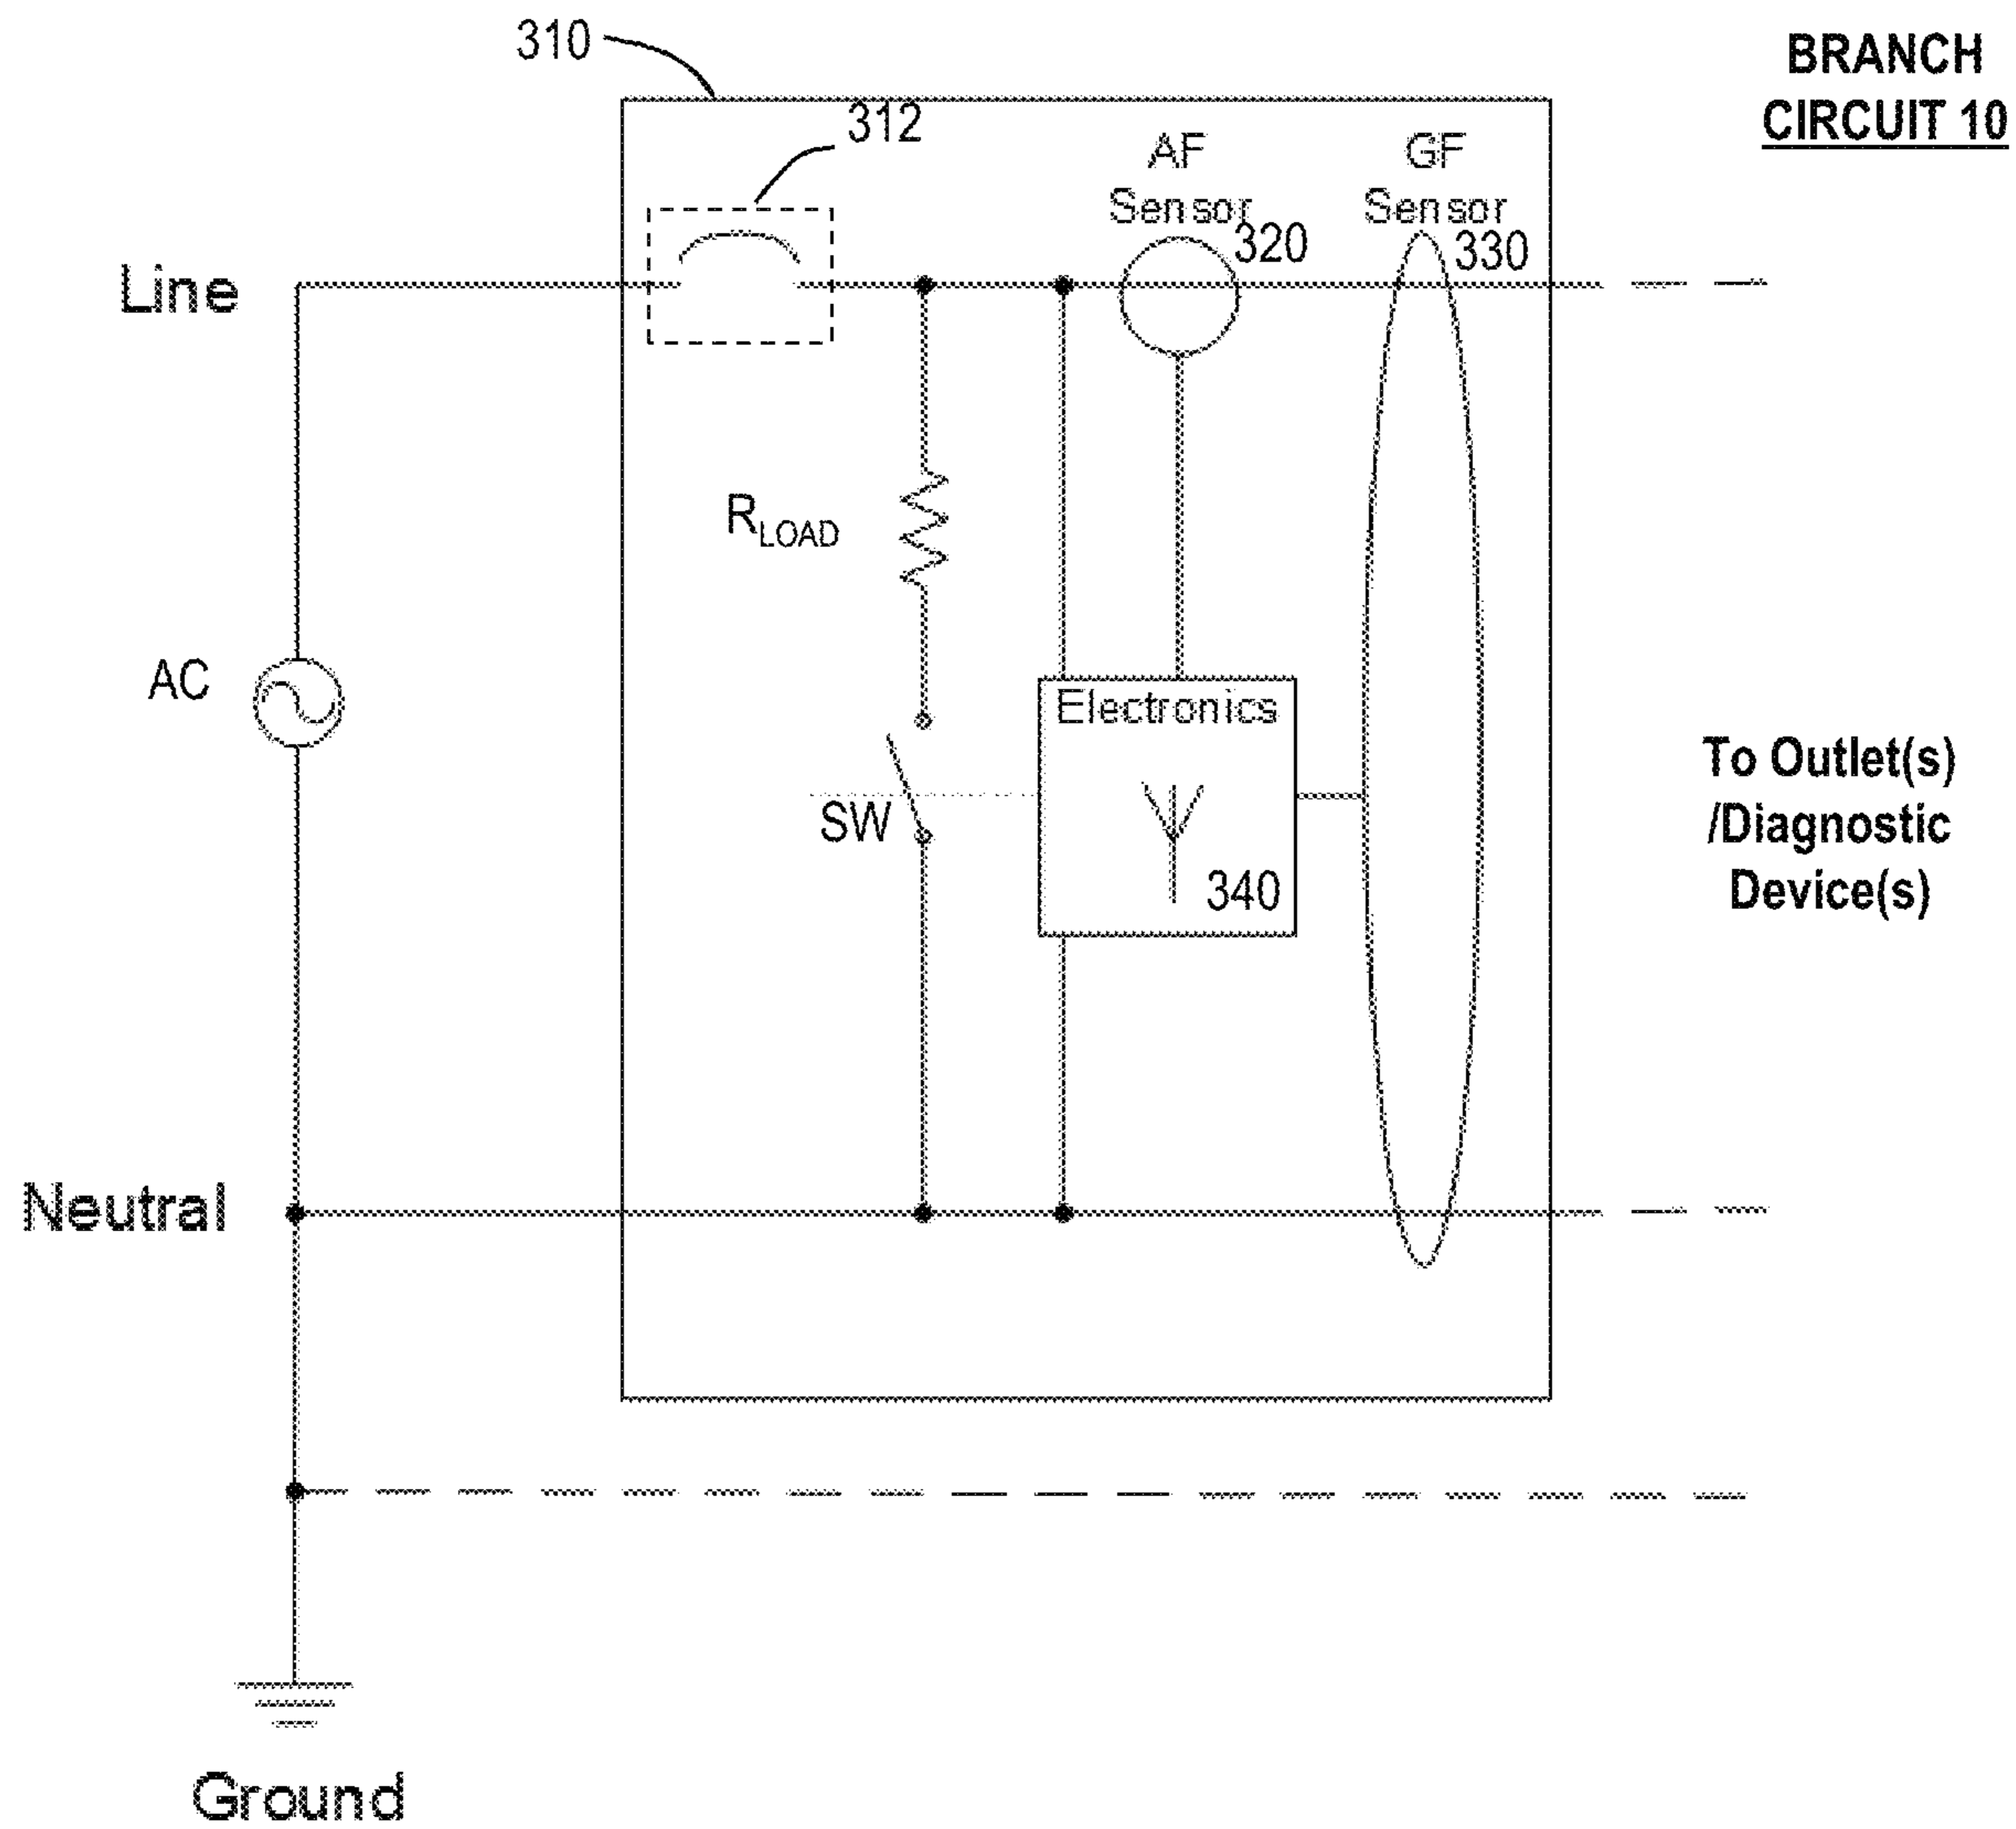 310
BRANCH
CIRCUIT 10
312
AF
Sensor
320
GF
Sensor
330
Line
R_LOAD
AC
Electronics
SW
340
To Outlet(s)
/Diagnostic
Device(s)
Neutral
Ground